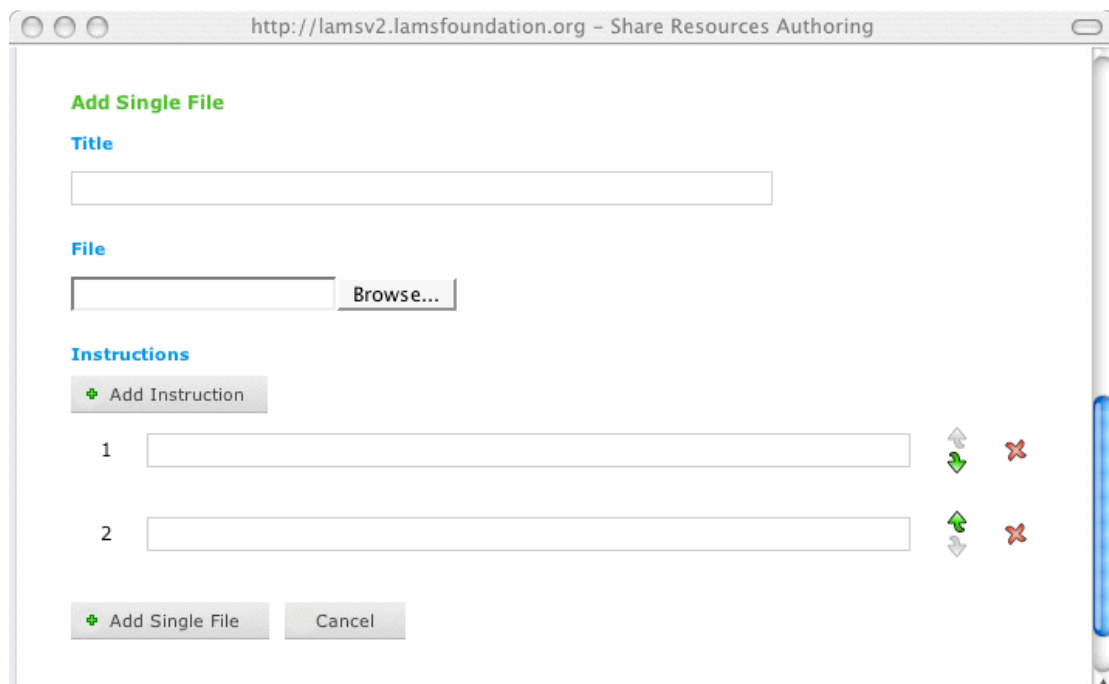 http://lamsv2.lamsfoundation.org – Share Resources Authoring
Add Single File
Title
File
Browse...
Instructions
Add Instruction
1
2
Add Single File Cancel